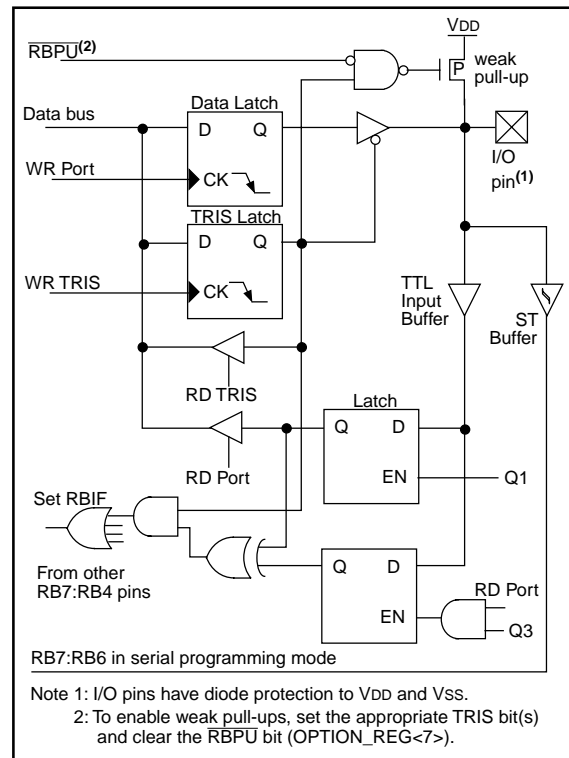 VDD
RBPU(2)
weak
pull-up
P
Data Latch
Data bus
D Q
I/O
pin(1)
WR Port
CK
TRIS Latch
D Q
TTL
Input
Buffer
WR TRIS
CK
ST
Buffer
RD TRIS
Latch
Q D
RD Port
EN
Q1
Set RBIF
From other
RB7:RB4 pins
Q D
RD Port
EN
Q3
RB7:RB6 in serial programming mode
Note 1: I/O pins have diode protection to VDD and VSS.
2: To enable weak pull-ups, set the appropriate TRIS bit(s)
and clear the RBPU bit (OPTION_REG<7>).